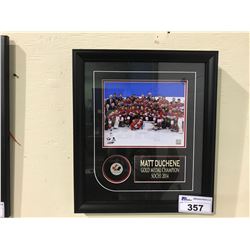 MATT DUCHENE
GOLD MEDAL CHAMPION
SOCHI 2014
357